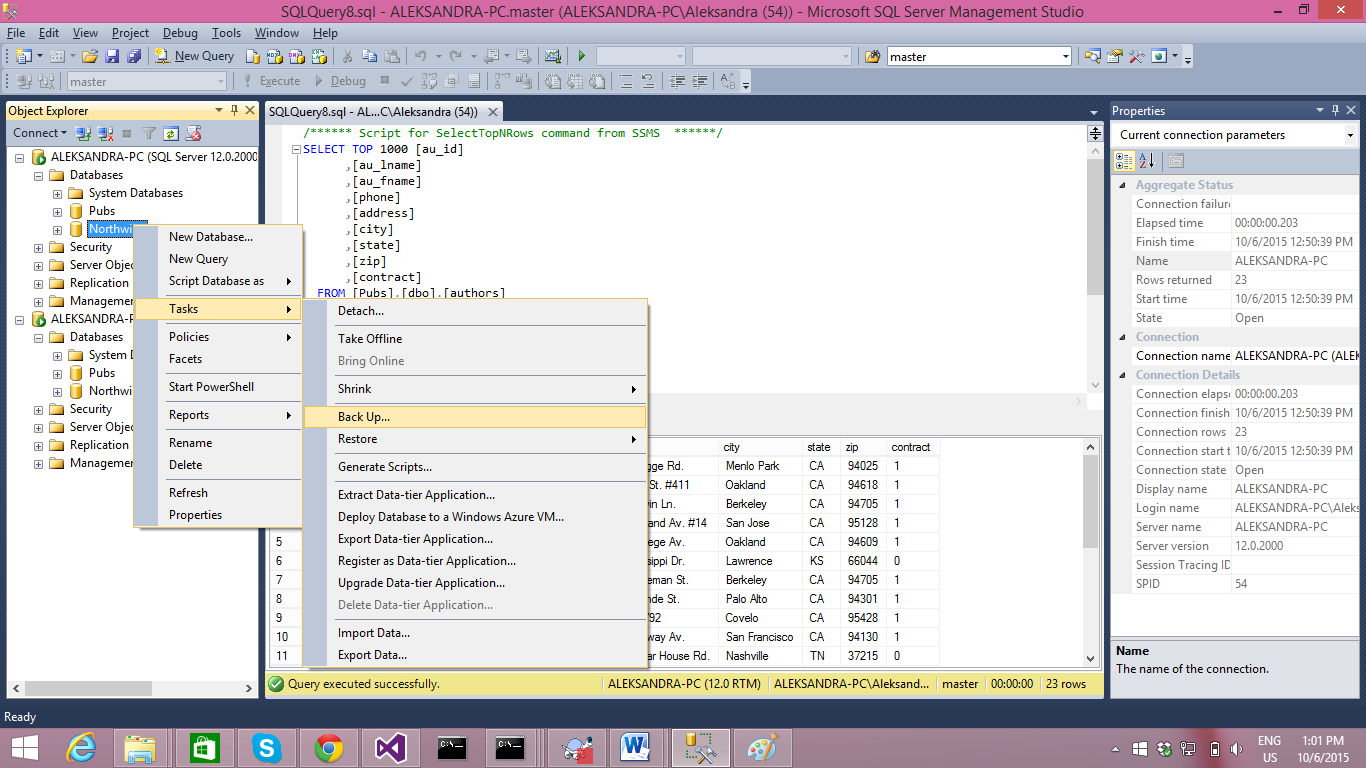 SQLQuery8.sql - ALEKSANDRA-PC.master (ALEKSANDRA-PC\Aleksandra (54)) - Microsoft SQL Server Management Studio
File Edit View Project Debug Tools Window Help
New Query
master
master
Execute
Debug
Object Explorer
Connect
ALEKSANDRA-PC (SQL Server 12.0.2000
Databases
System Databases
Pubs
Northwi
Security
Server Objec
Replication
Managemen
ALEKSANDRA-P
Databases
System D
Pubs
Northwi
Security
Server Objec
Replication
Managemen
New Database...
New Query
Script Database as
Tasks
Policies
Facets
Start PowerShell
Reports
Rename
Delete
Refresh
Properties
Detach...
Take Offline
Bring Online
Shrink
Back Up...
Restore
Generate Scripts...
Extract Data-tier Application...
Deploy Database to a Windows Azure VM...
Export Data-tier Application...
Register as Data-tier Application...
Upgrade Data-tier Application...
Delete Data-tier Application...
Import Data...
Export Data...
SQLQuery8.sql - AL...C\Aleksandra (54))
/****** Script for SelectTopNRows command from SSMS ******/
SELECT TOP 1000 [au_id]
,[au_lname]
,[au_fname]
,[phone]
,[address]
,[city]
,[state]
,[zip]
,[contract]
FROM [Pubs].[dbo].[authors]
city state zip contract
gge Rd. Menlo Park CA 94025 1
St. #411 Oakland CA 94618 1
in Ln. Berkeley CA 94705 1
and Av. #14 San Jose CA 95128 1
5 ege Av. Oakland CA 94609 1
6 sippi Dr. Lawrence KS 66044 0
7 eman St. Berkeley CA 94705 1
8 nde St. Palo Alto CA 94301 1
9 792 Covelo CA 95428 1
10 way Av. San Francisco CA 94130 1
11 ar House Rd. Nashville TN 37215 0
Query executed successfully. ALEKSANDRA-PC (12.0 RTM) ALEKSANDRA-PC\Aleksand... master 00:00:00 23 rows
Properties
Current connection parameters
Aggregate Status
Connection failure
Elapsed time 00:00:00.203
Finish time 10/6/2015 12:50:39 PM
Name ALEKSANDRA-PC
Rows returned 23
Start time 10/6/2015 12:50:39 PM
State Open
Connection
Connection name ALEKSANDRA-PC (ALEK
Connection Details
Connection elapse 00:00:00.203
Connection finish 10/6/2015 12:50:39 PM
Connection rows 23
Connection start t 10/6/2015 12:50:39 PM
Connection state Open
Display name ALEKSANDRA-PC
Login name ALEKSANDRA-PC\Aleks
Server name ALEKSANDRA-PC
Server version 12.0.2000
Session Tracing ID
SPID 54
Name
The name of the connection.
Ready
ENG
US
1:01 PM
10/6/2015